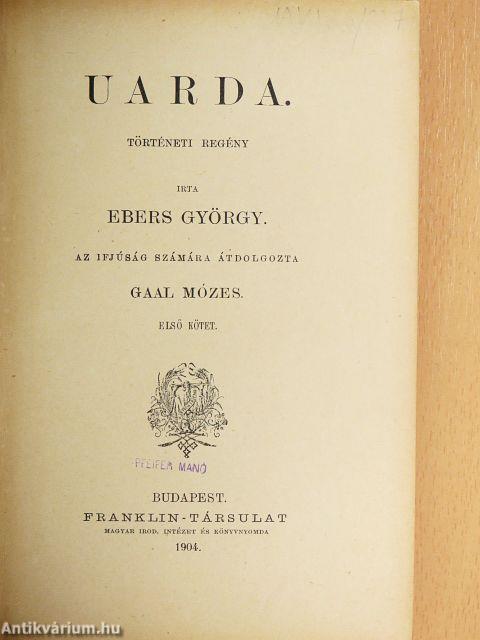 UARDA.
TÖRTÉNETI REGÉNY
IRTA
EBERS GYÖRGY.
AZ IFJÚSÁG SZÁMÁRA ÁTDOLGOZTA
GAAL MÓZES.
ELSŐ KÖTET.
PFEIFER MANÓ
BUDAPEST.
FRANKLIN-TÁRSULAT
MAGYAR IROD. INTÉZET ÉS KÖNYVNYOMDA
1904.
Antikvárium.hu